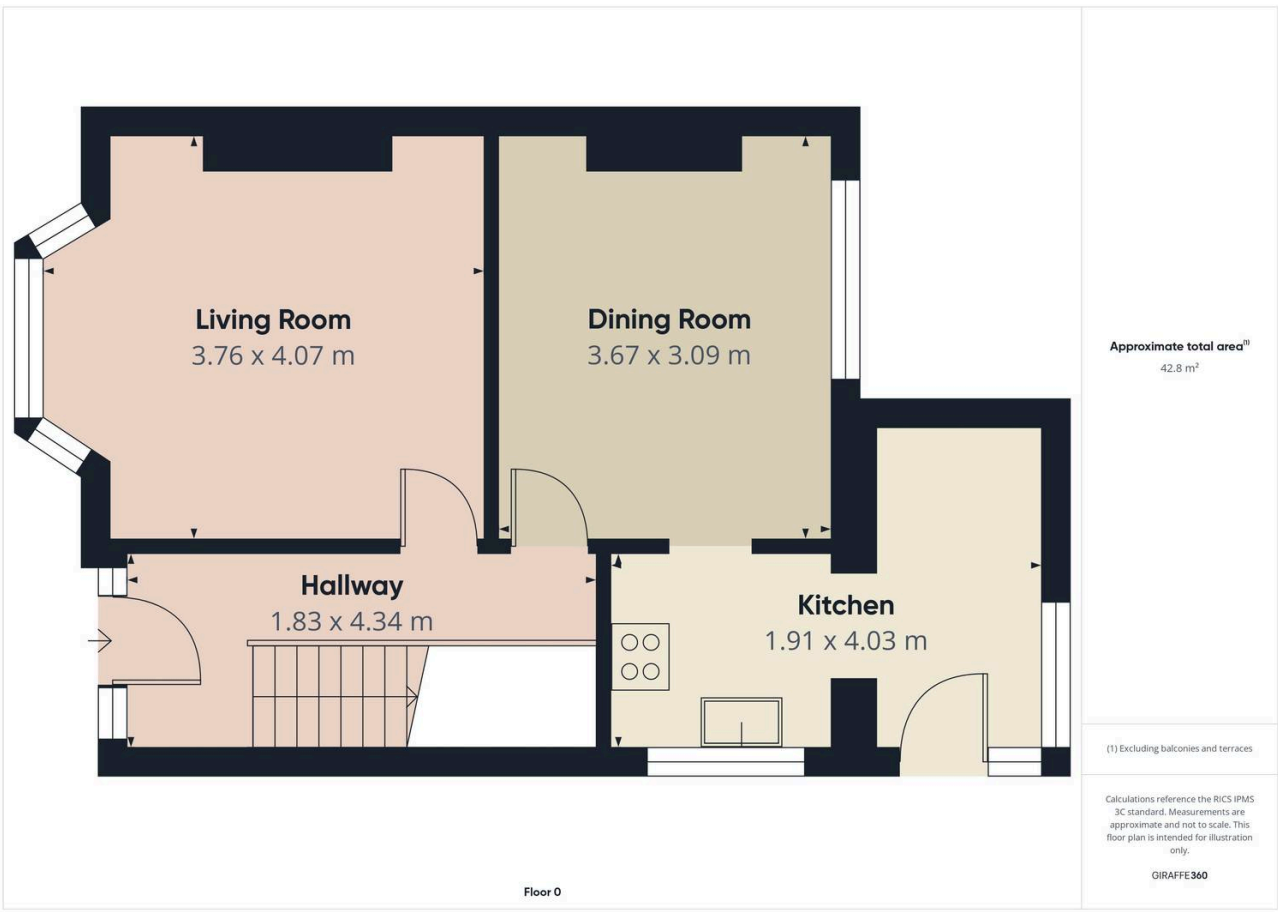 Living Room
3.76 x 4.07 m
Dining Room
3.67 x 3.09 m
Hallway
1.83 x 4.34 m
Kitchen
1.91 x 4.03 m
Floor 0
Approximate total area(1)
42.8 m²
(1) Excluding balconies and terraces
Calculations reference the RICS IPMS
3C standard. Measurements are
approximate and not to scale. This
floor plan is intended for illustration
only.
GIRAFFE360